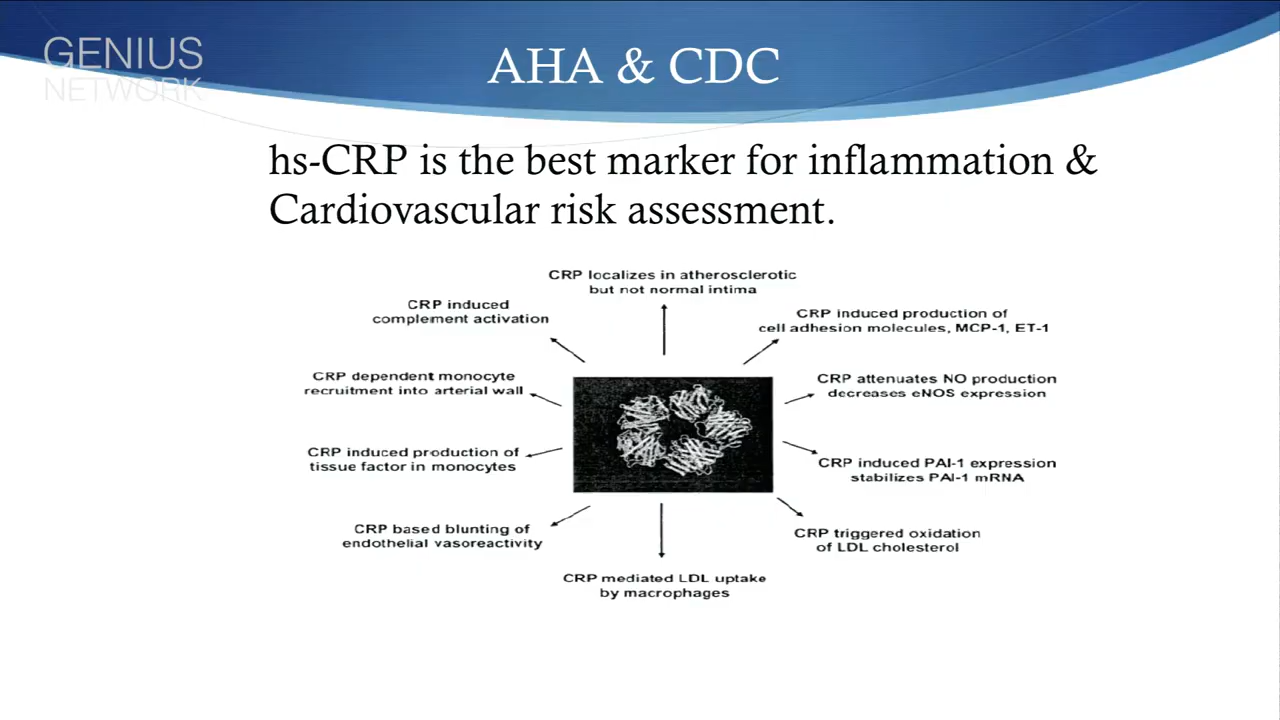 GENIUS
NETWORK
AHA & CDC
hs-CRP is the best marker for inflammation &
Cardiovascular risk assessment.
CRP localizes in atherosclerotic
but not normal intima
CRP induced
complement activation
CRP induced production of
cell adhesion molecules, MCP-1, ET-1
CRP dependent monocyte
recruitment into arterial wall
CRP attenuates NO production
decreases eNOS expression
CRP induced production of
tissue factor in monocytes
CRP induced PAI-1 expression
stabilizes PAI-1 mRNA
CRP based blunting of
endothelial vasoreactivity
CRP triggered oxidation
of LDL cholesterol
CRP mediated LDL uptake
by macrophages